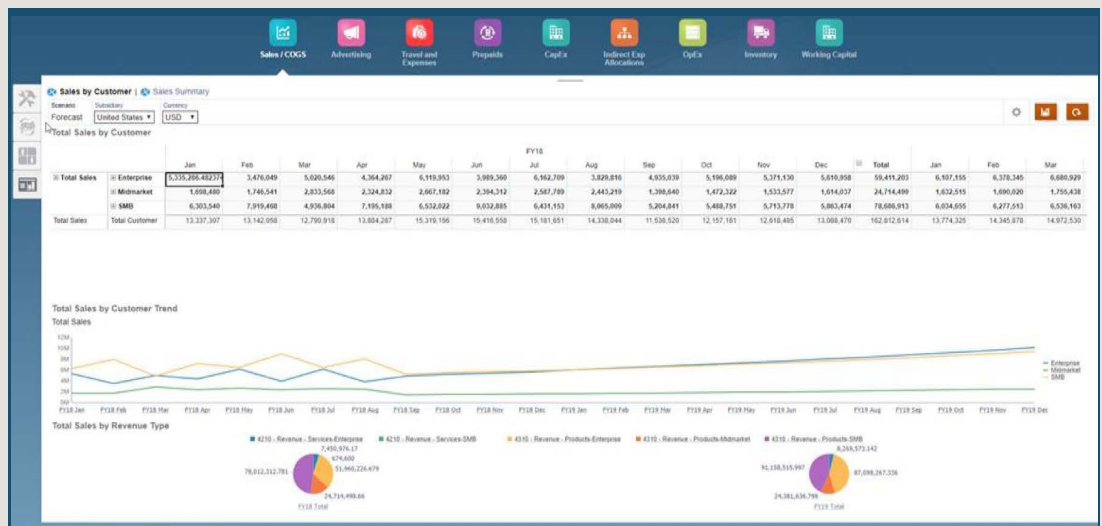 Sales / COGS Advertising Travel and Expenses Prepaids CapEx Indirect Exp Allocations OpEx Inventory Working Capital
Sales by Customer | Sales Summary
Scenario Subsidiary Currency
Forecast United States USD
Total Sales by Customer
FY18
Jan Feb Mar Apr May Jun Jul Aug Sep Oct Nov Dec Total Jan Feb Mar
Total Sales Enterprise 5,335,286.48237 3,476,049 5,020,546 4,364,267 6,119,953 3,989,360 6,162,709 3,829,816 4,935,039 5,196,089 5,371,130 5,610,958 59,411,203 6,107,155 6,378,345 6,680,929
Midmarket 1,698,480 1,746,541 2,833,568 2,324,832 2,667,182 2,394,312 2,587,789 2,443,219 1,398,640 1,472,322 1,533,577 1,614,037 24,714,499 1,632,515 1,690,020 1,755,438
SMB 6,303,540 7,919,468 4,936,804 7,195,188 6,532,022 9,032,885 6,431,153 8,065,009 5,204,841 5,488,751 5,713,778 5,863,474 78,686,913 6,034,655 6,277,513 6,536,163
Total Sales Total Customer 13,337,307 13,142,058 12,790,918 13,884,287 15,319,156 15,416,558 15,181,651 14,338,044 11,538,520 12,157,161 12,618,485 13,088,470 162,812,614 13,774,325 14,345,878 14,972,530
Total Sales by Customer Trend
Total Sales
12M
10M
8M
6M
4M
2M
0M
Enterprise
Midmarket
SMB
FY18 Jan FY18 Feb FY18 Mar FY18 Apr FY18 May FY18 Jun FY18 Jul FY18 Aug FY18 Sep FY18 Oct FY18 Nov FY18 Dec FY19 Jan FY19 Feb FY19 Mar FY19 Apr FY19 May FY19 Jun FY19 Jul FY19 Aug FY19 Sep FY19 Oct FY19 Nov FY19 Dec
Total Sales by Revenue Type
4210 - Revenue - Services-Enterprise 4210 - Revenue - Services-SMB 4310 - Revenue - Products-Enterprise 4310 - Revenue - Products-Midmarket 4310 - Revenue - Products-SMB
7,450,976.17 8,269,573.142
674,600
78,012,312.781 51,960,226.679 91,158,515.997 87,098,267.336
24,714,498.66 24,381,636.798
FY18 Total FY19 Total